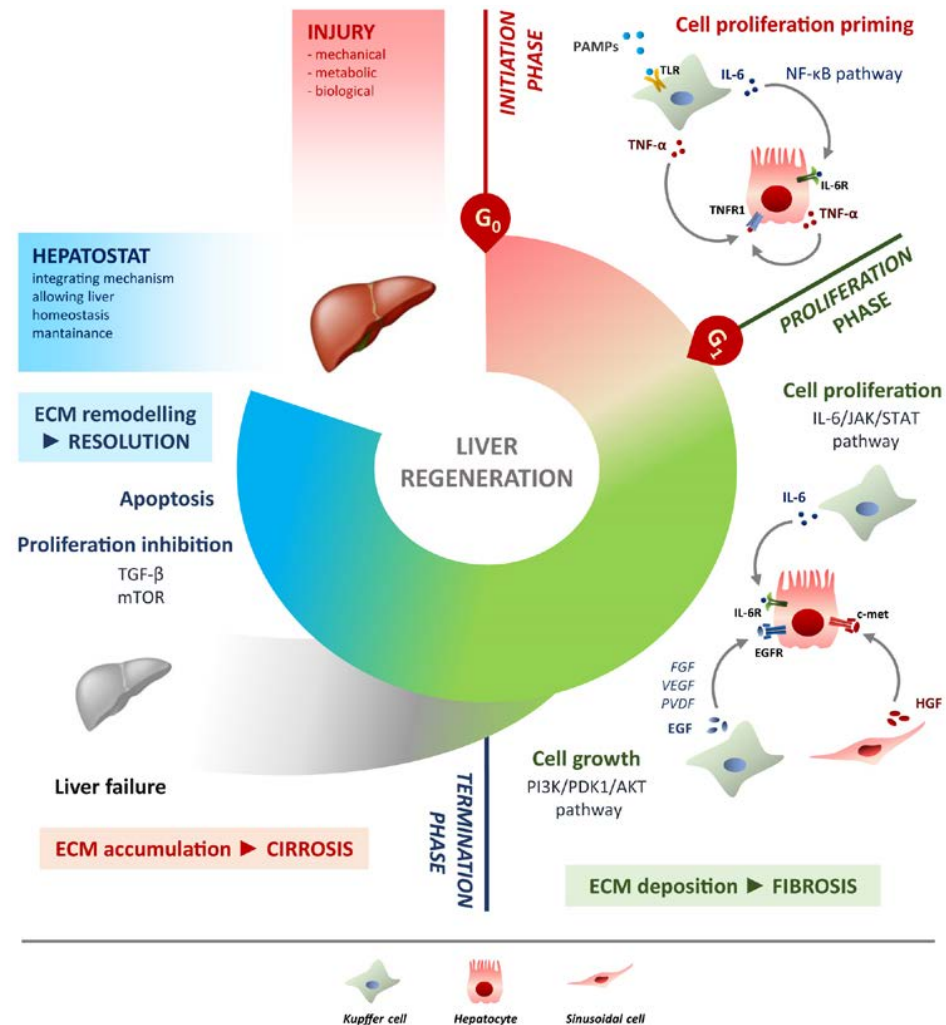 INJURY
- mechanical
- metabolic
- biological
INITIATION
PHASE
Cell proliferation priming
PAMPs
TLR
IL-6
NF-κB pathway
TNF-α
IL-6R
TNFR1
TNF-α
G0
HEPATOSTAT
integrating mechanism
allowing liver
homeostasis
mantainance
PROLIFERATION
PHASE
G1
Cell proliferation
IL-6/JAK/STAT
pathway
ECM remodelling
► RESOLUTION
LIVER
REGENERATION
Apoptosis
IL-6
Proliferation inhibition
TGF-β
mTOR
IL-6R
c-met
EGFR
FGF
VEGF
PVDF
EGF
HGF
Cell growth
PI3K/PDK1/AKT
pathway
Liver failure
TERMINATION
PHASE
ECM accumulation ► CIRROSIS
ECM deposition ► FIBROSIS
Kupffer cell
Hepatocyte
Sinusoidal cell